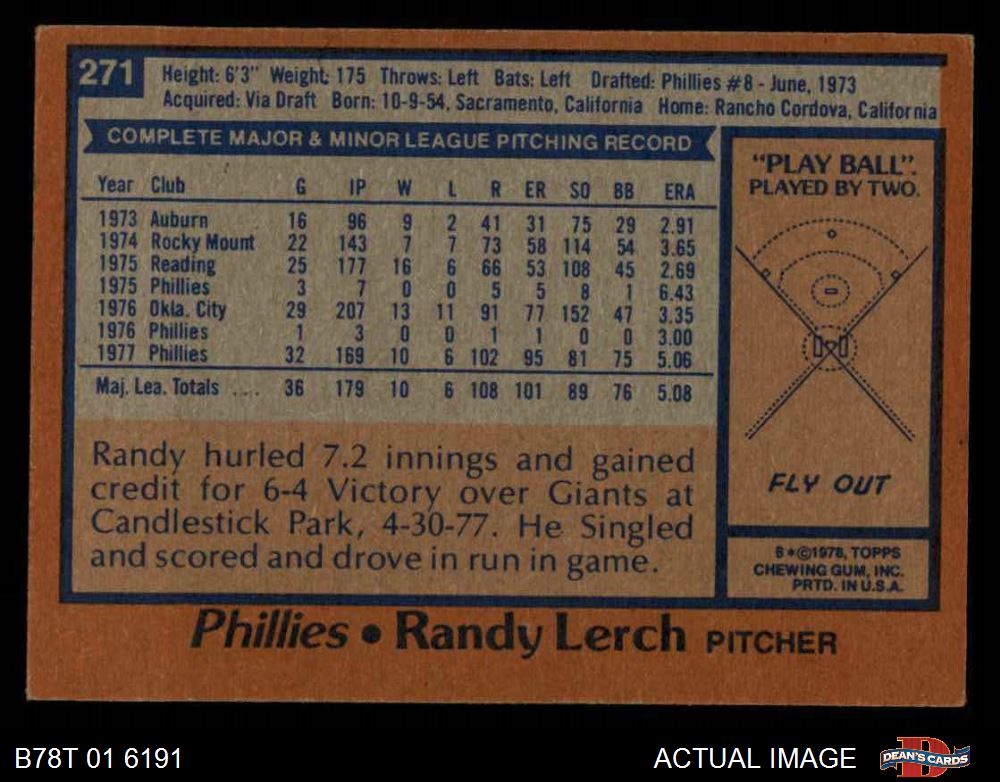 271
Height: 6'3" Weight: 175 Throws: Left Bats: Left Drafted: Phillies #8 - June, 1973
Acquired: Via Draft Born: 10-9-54, Sacramento, California Home: Rancho Cordova, California
COMPLETE MAJOR & MINOR LEAGUE PITCHING RECORD
Year Club G IP W L R ER SO BB ERA
1973 Auburn 16 96 9 2 41 31 75 29 2.91
1974 Rocky Mount 22 143 7 7 73 58 114 54 3.65
1975 Reading 25 177 16 6 66 53 108 45 2.69
1975 Phillies 3 7 0 0 5 5 8 1 6.43
1976 Okla. City 29 207 13 11 91 77 152 47 3.35
1976 Phillies 1 3 0 0 1 1 0 0 3.00
1977 Phillies 32 169 10 6 102 95 81 75 5.06
Maj. Lea. Totals .... 36 179 10 6 108 101 89 76 5.08
Randy hurled 7.2 innings and gained
credit for 6-4 Victory over Giants at
Candlestick Park, 4-30-77. He Singled
and scored and drove in run in game.
"PLAY BALL".
PLAYED BY TWO.
FLY OUT
6*©1978, TOPPS
CHEWING GUM, INC.
PRTD. IN U.S.A.
Phillies • Randy Lerch PITCHER
B78T 01 6191
ACTUAL IMAGE
DEAN'S CARDS